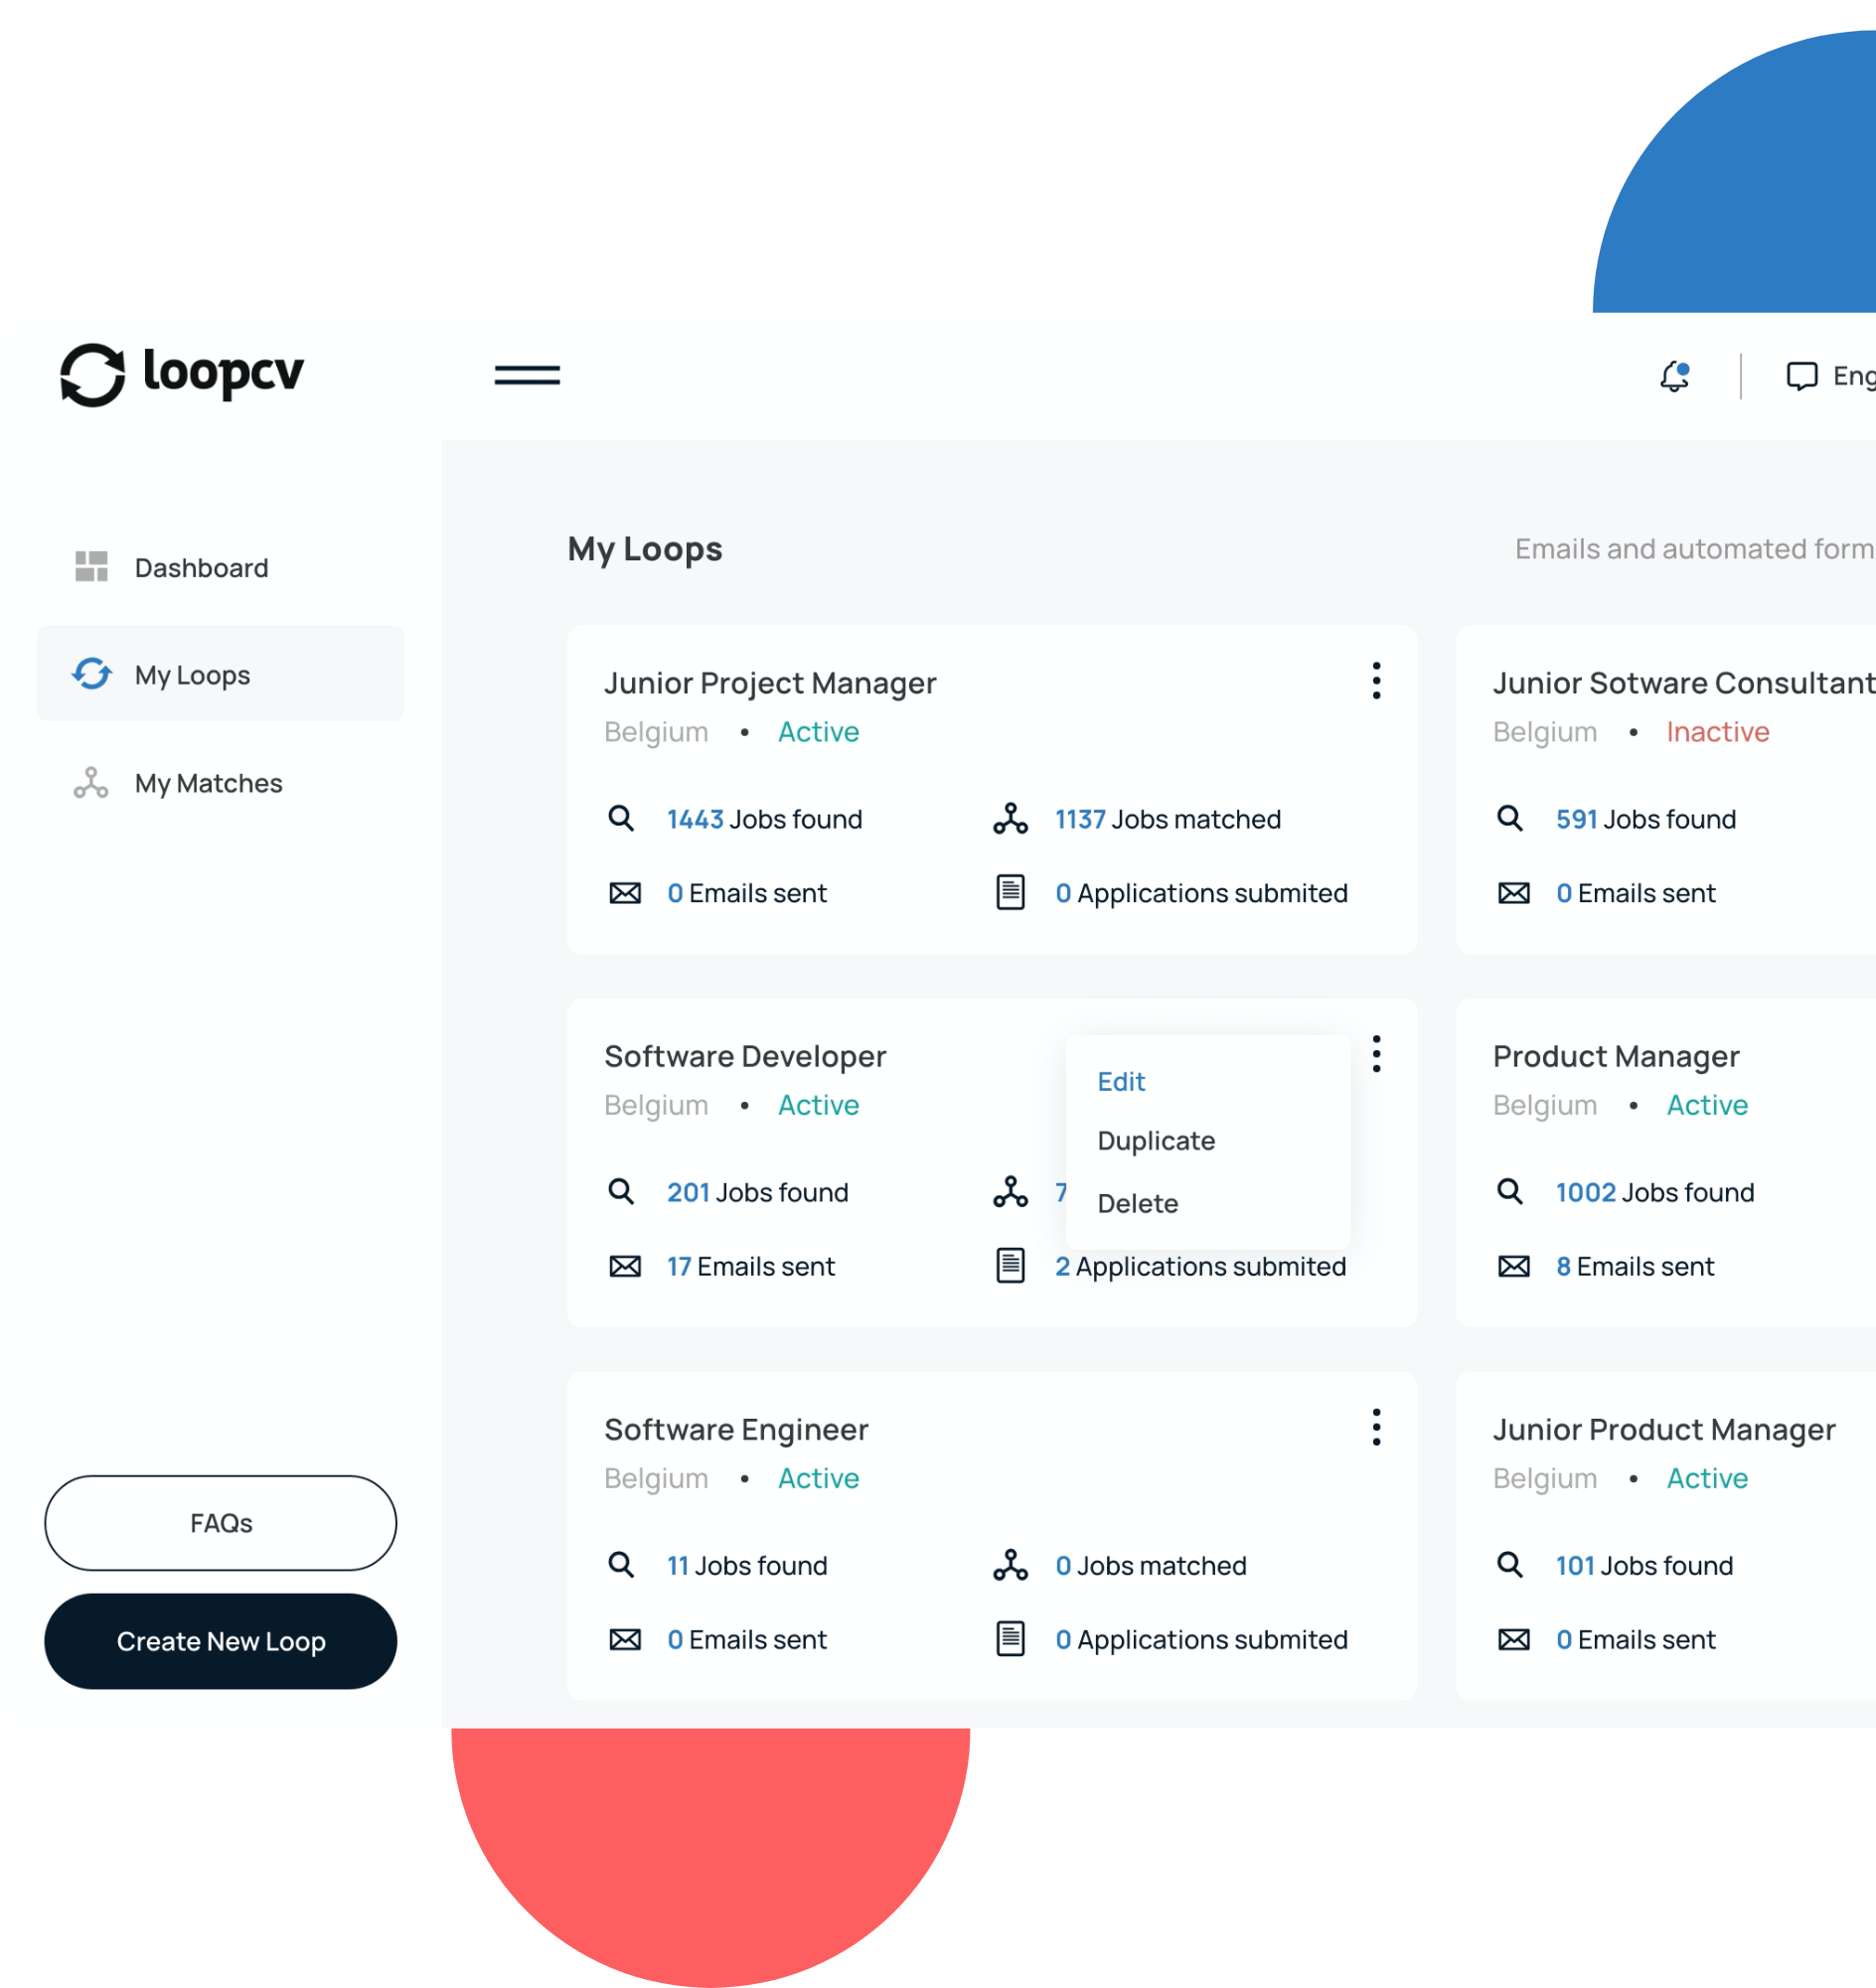 loopcv
Dashboard
My Loops
My Matches
FAQs
Create New Loop
My Loops
Emails and automated form
Junior Project Manager
Belgium • Active
1443 Jobs found
1137 Jobs matched
0 Emails sent
0 Applications submited
Junior Sotware Consultant
Belgium • Inactive
591 Jobs found
0 Emails sent
Software Developer
Belgium • Active
Edit
Duplicate
Delete
201 Jobs found
17 Emails sent
2 Applications submited
Product Manager
Belgium • Active
1002 Jobs found
8 Emails sent
Software Engineer
Belgium • Active
11 Jobs found
0 Jobs matched
0 Emails sent
0 Applications submited
Junior Product Manager
Belgium • Active
101 Jobs found
0 Emails sent